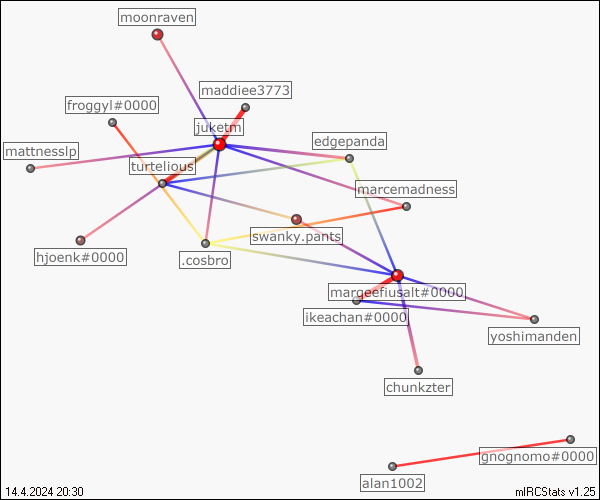 moonraven
maddiee3773
froggyl#0000
juketm
edgepanda
mattnesslp
turtelious
marcemadness
swanky.pants
hjoenk#0000
.cosbro
margeefiusalt#0000
ikeachan#0000
yoshimanden
chunkzter
gnognomo#0000
alan1002
14.4.2024 20:30
mIRCStats v1.25